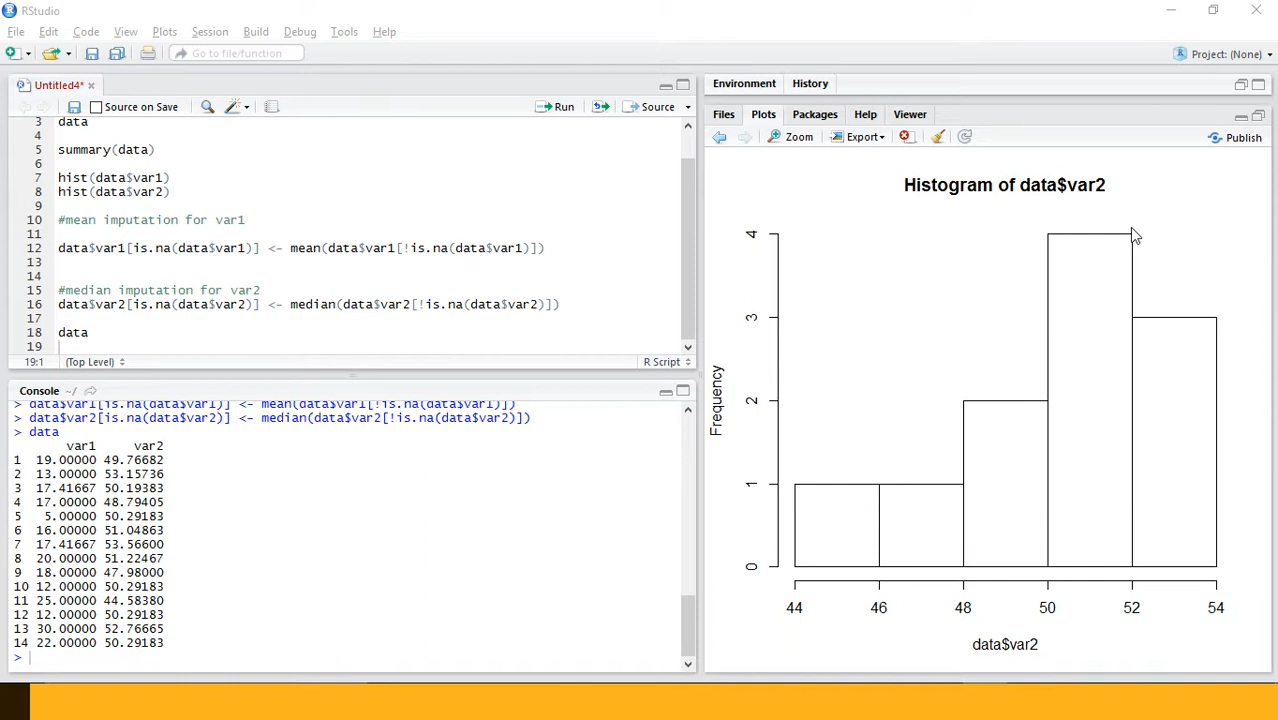 RStudio
File Edit Code View Plots Session Build Debug Tools Help
Go to file/function
Project: (None)
Untitled4*
Source on Save
Run
Source
3 data
4
5 summary(data)
6
7 hist(data$var1)
8 hist(data$var2)
9
10 #mean imputation for var1
11
12 data$var1[is.na(data$var1)] <- mean(data$var1[!is.na(data$var1)])
13
14
15 #median imputation for var2
16 data$var2[is.na(data$var2)] <- median(data$var2[!is.na(data$var2)])
17
18 data
19
19:1 (Top Level) R Script
Console ~/
> data$var1[is.na(data$var1)] <- mean(data$var1[!is.na(data$var1)])
> data$var2[is.na(data$var2)] <- median(data$var2[!is.na(data$var2)])
> data
var1 var2
1 19.00000 49.76682
2 13.00000 53.15736
3 17.41667 50.19383
4 17.00000 48.79405
5 5.00000 50.29183
6 16.00000 51.04863
7 17.41667 53.56600
8 20.00000 51.22467
9 18.00000 47.98000
10 12.00000 50.29183
11 25.00000 44.58380
12 12.00000 50.29183
13 30.00000 52.76665
14 22.00000 50.29183
>
Environment History
Files Plots Packages Help Viewer
Zoom Export Publish
Histogram of data$var2
Frequency
4
3
2
1
0
44 46 48 50 52 54
data$var2